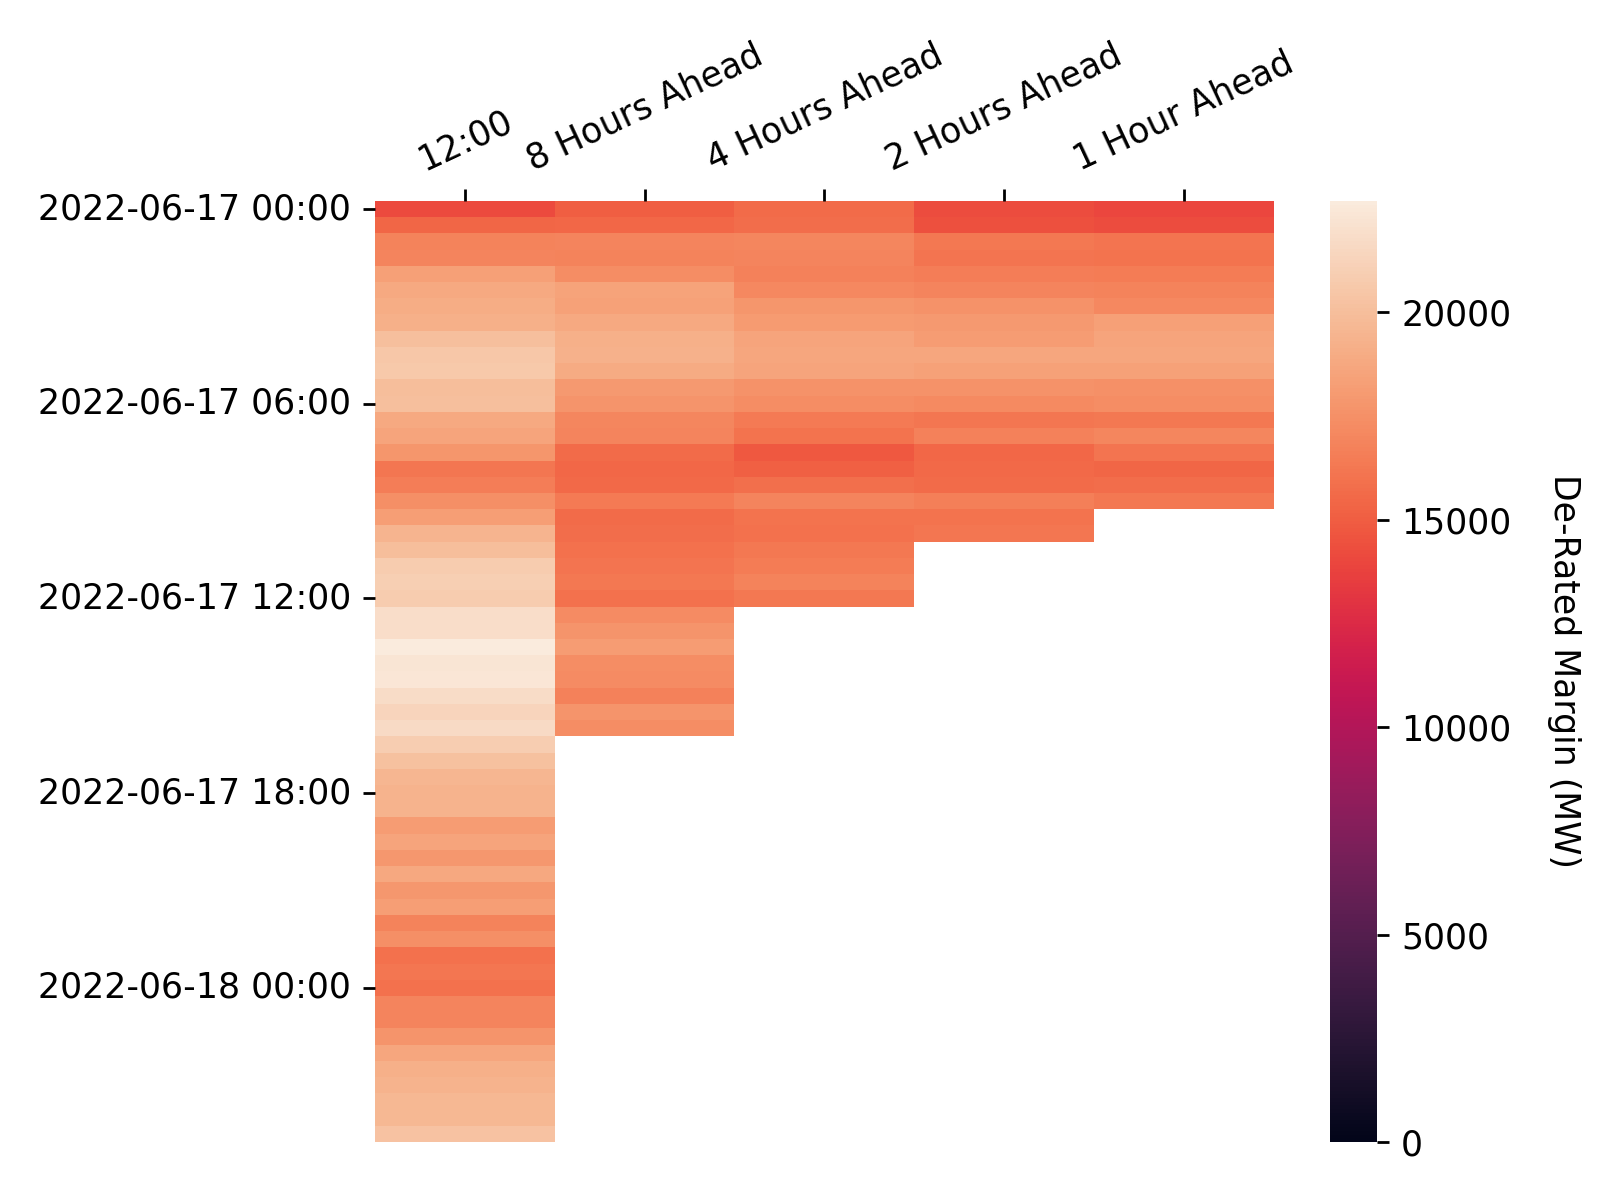 12:00
8 Hours Ahead
4 Hours Ahead
2 Hours Ahead
1 Hour Ahead
2022-06-17 00:00
2022-06-17 06:00
2022-06-17 12:00
2022-06-17 18:00
2022-06-18 00:00
20000
15000
10000
5000
0
De-Rated Margin (MW)